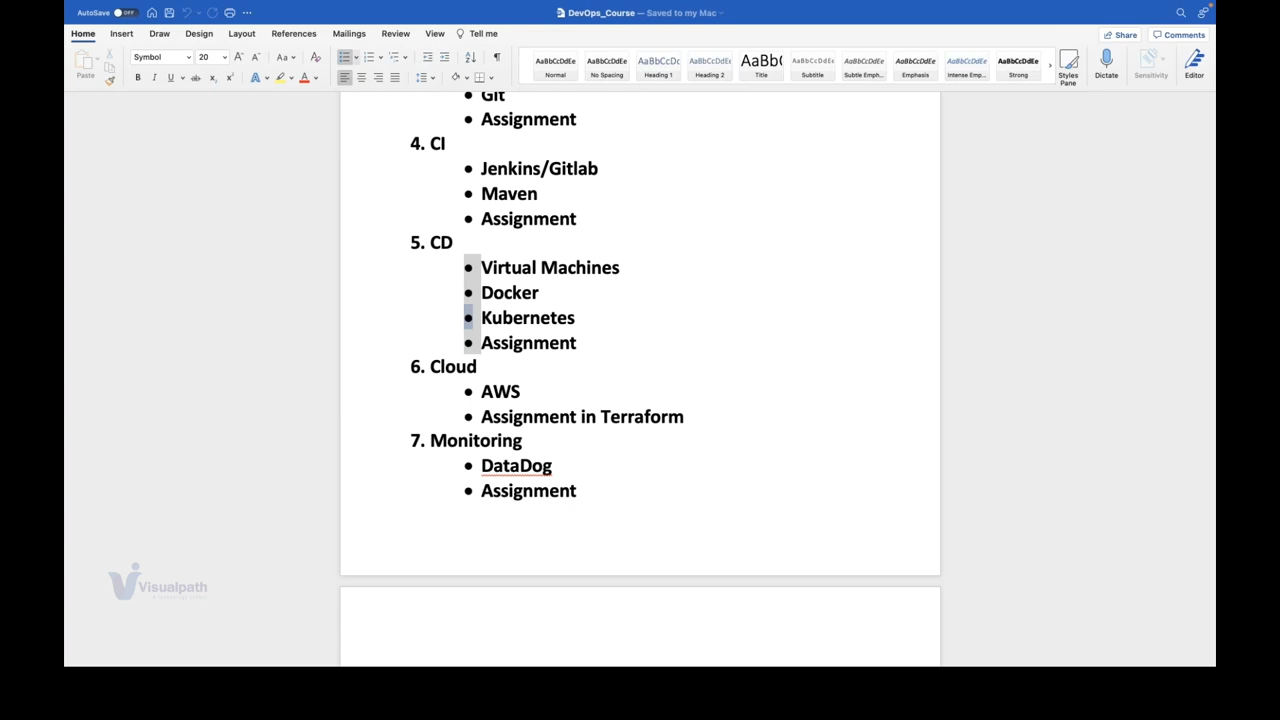 AutoSave OFF
DevOps_Course — Saved to my Mac
Home Insert Draw Design Layout References Mailings Review View Tell me
Share Comments
Paste
Symbol 20
AaBbCcDdEe Normal
AaBbCcDdEe No Spacing
AaBbCcDc Heading 1
AaBbCcDdEe Heading 2
AaBb( Title
AaBbCcDdEe Subtitle
AaBbCcDdEe Subtle Emph...
AaBbCcDdEe Emphasis
AaBbCcDdEe Intense Emp...
AaBbCcDdEe Strong
Styles Pane
Dictate
Sensitivity
Editor
• Git
• Assignment
4. CI
• Jenkins/Gitlab
• Maven
• Assignment
5. CD
• Virtual Machines
• Docker
• Kubernetes
• Assignment
6. Cloud
• AWS
• Assignment in Terraform
7. Monitoring
• DataDog
• Assignment
Visualpath